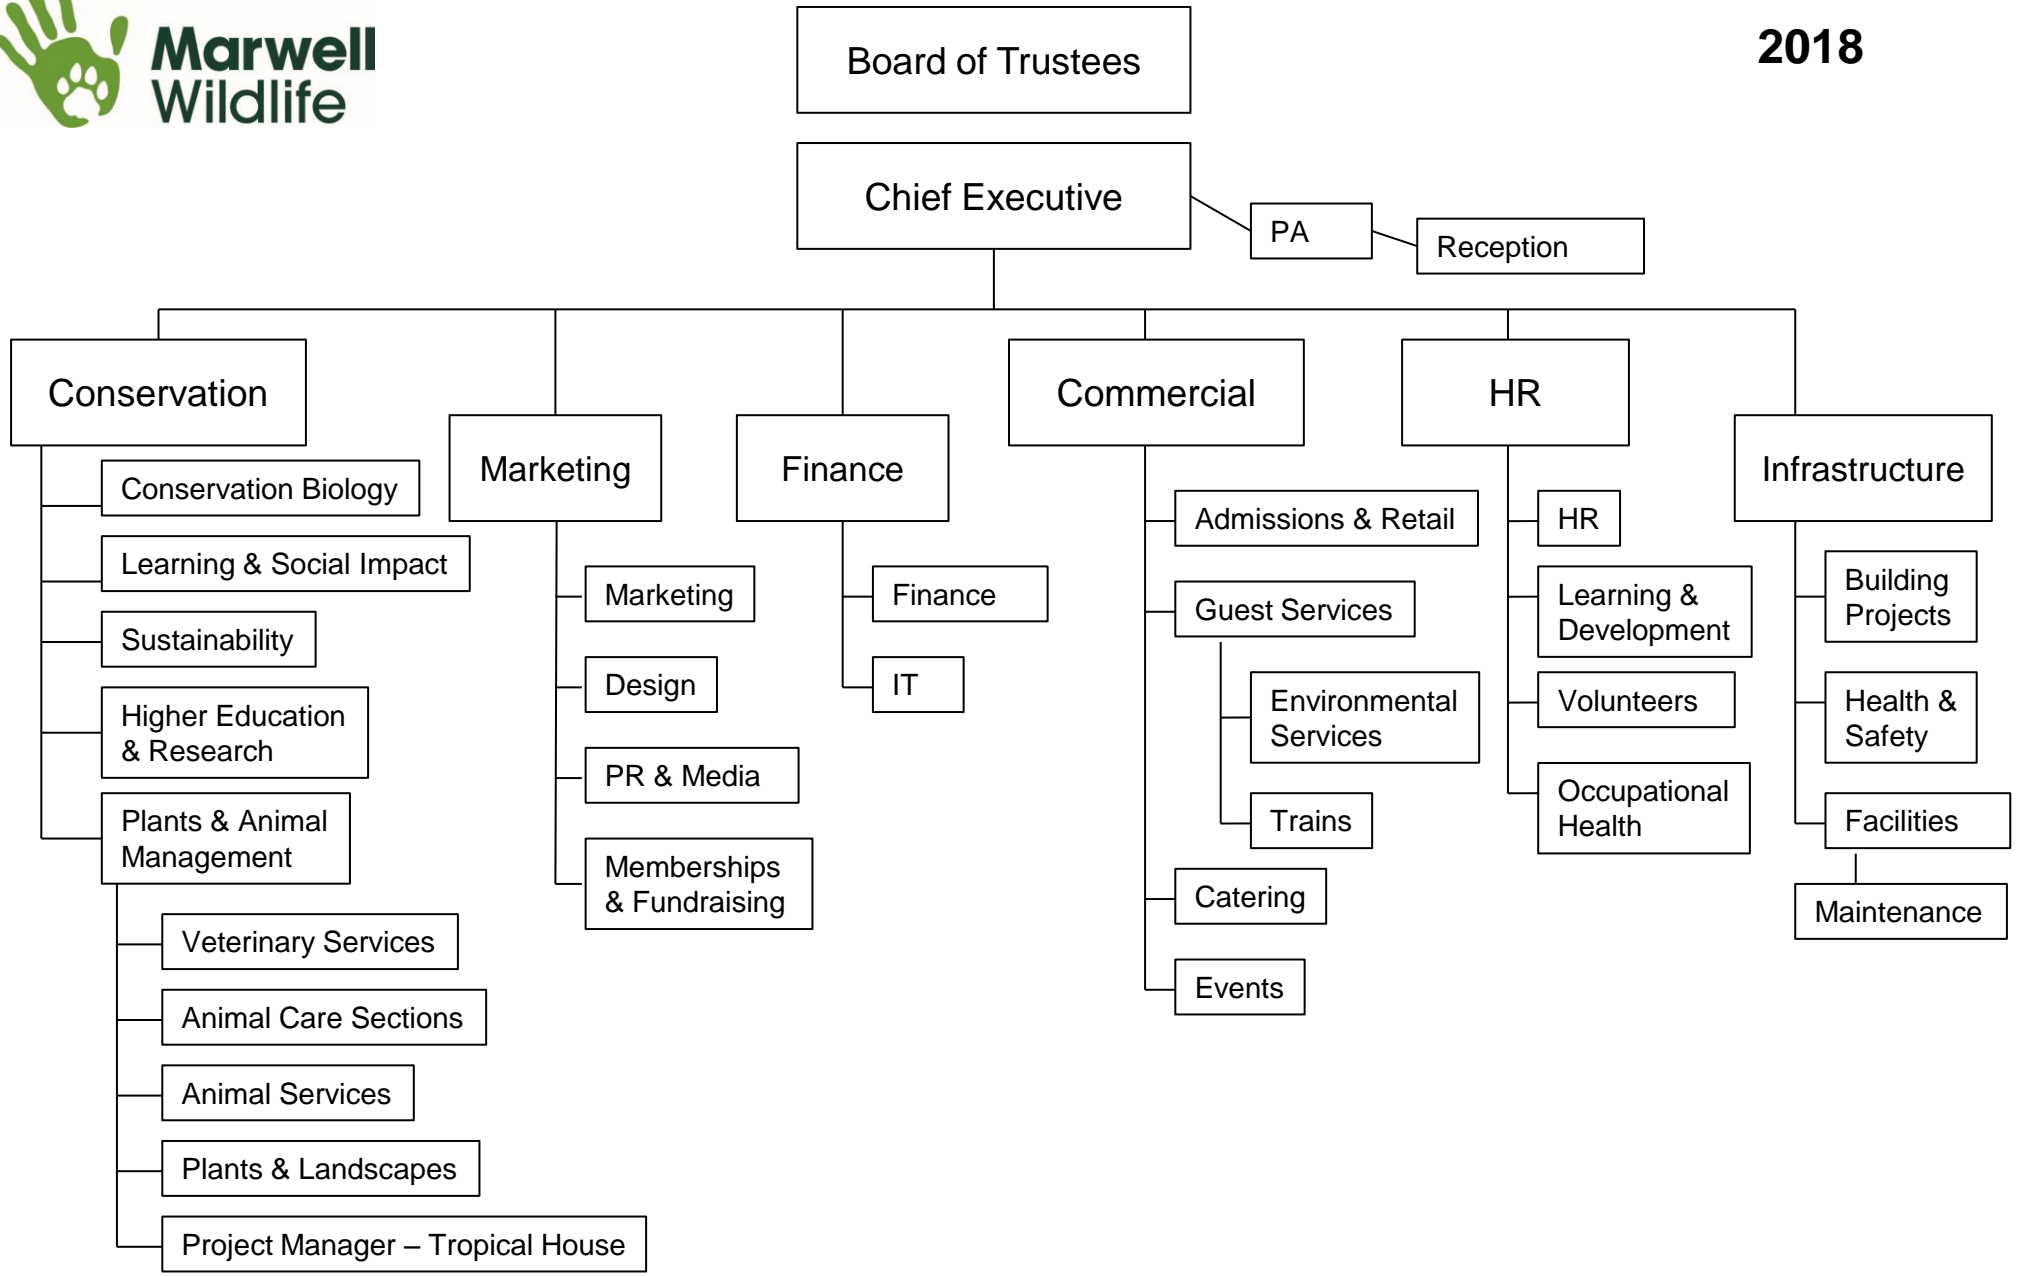 Marwell
Wildlife
Board of Trustees
2018
Chief Executive
PA
Reception
Conservation
Conservation Biology
Learning & Social Impact
Sustainability
Higher Education
& Research
Plants & Animal
Management
Veterinary Services
Animal Care Sections
Animal Services
Plants & Landscapes
Project Manager – Tropical House
Marketing
Marketing
Design
PR & Media
Memberships
& Fundraising
Finance
Finance
IT
Commercial
Admissions & Retail
Guest Services
Environmental
Services
Trains
Catering
Events
HR
HR
Learning &
Development
Volunteers
Occupational
Health
Infrastructure
Building
Projects
Health &
Safety
Facilities
Maintenance